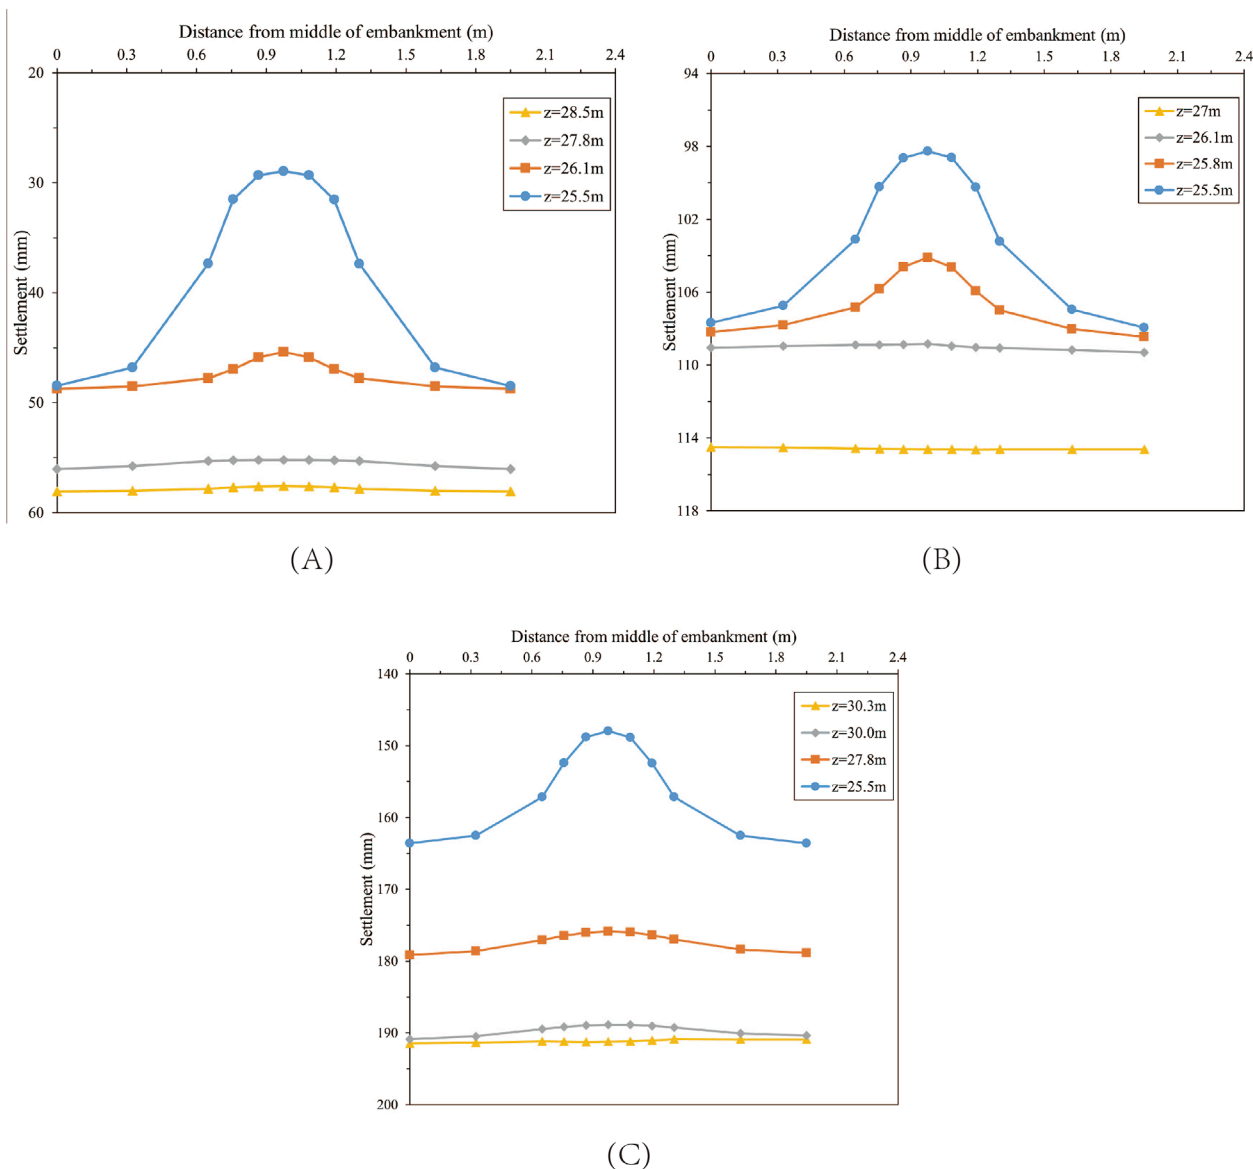 Distance from middle of embankment (m)
0 0.3 0.6 0.9 1.2 1.5 1.8 2.1 2.4
20
30
40
50
60
Settlement (mm)
z=28.5m
z=27.8m
z=26.1m
z=25.5m
(A)
Distance from middle of embankment (m)
0 0.3 0.6 0.9 1.2 1.5 1.8 2.1 2.4
94
98
102
106
110
114
118
Settlement (mm)
z=27m
z=26.1m
z=25.8m
z=25.5m
(B)
Distance from middle of embankment (m)
0 0.3 0.6 0.9 1.2 1.5 1.8 2.1 2.4
140
150
160
170
180
190
200
Settlement (mm)
z=30.3m
z=30.0m
z=27.8m
z=25.5m
(C)